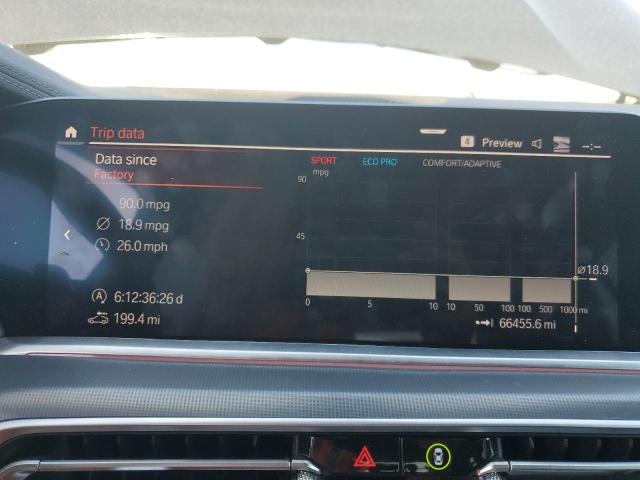 Trip data
4 Preview --:--
Data since
Factory
SPORT ECO PRO COMFORT/ADAPTIVE
mpg
90
90.0 mpg
Ø 18.9 mpg
45
26.0 mph
Ø18.9
A 6:12:36:26 d
0 5 10 10 50 100 100 500 1000 mi
199.4 mi
66455.6 mi